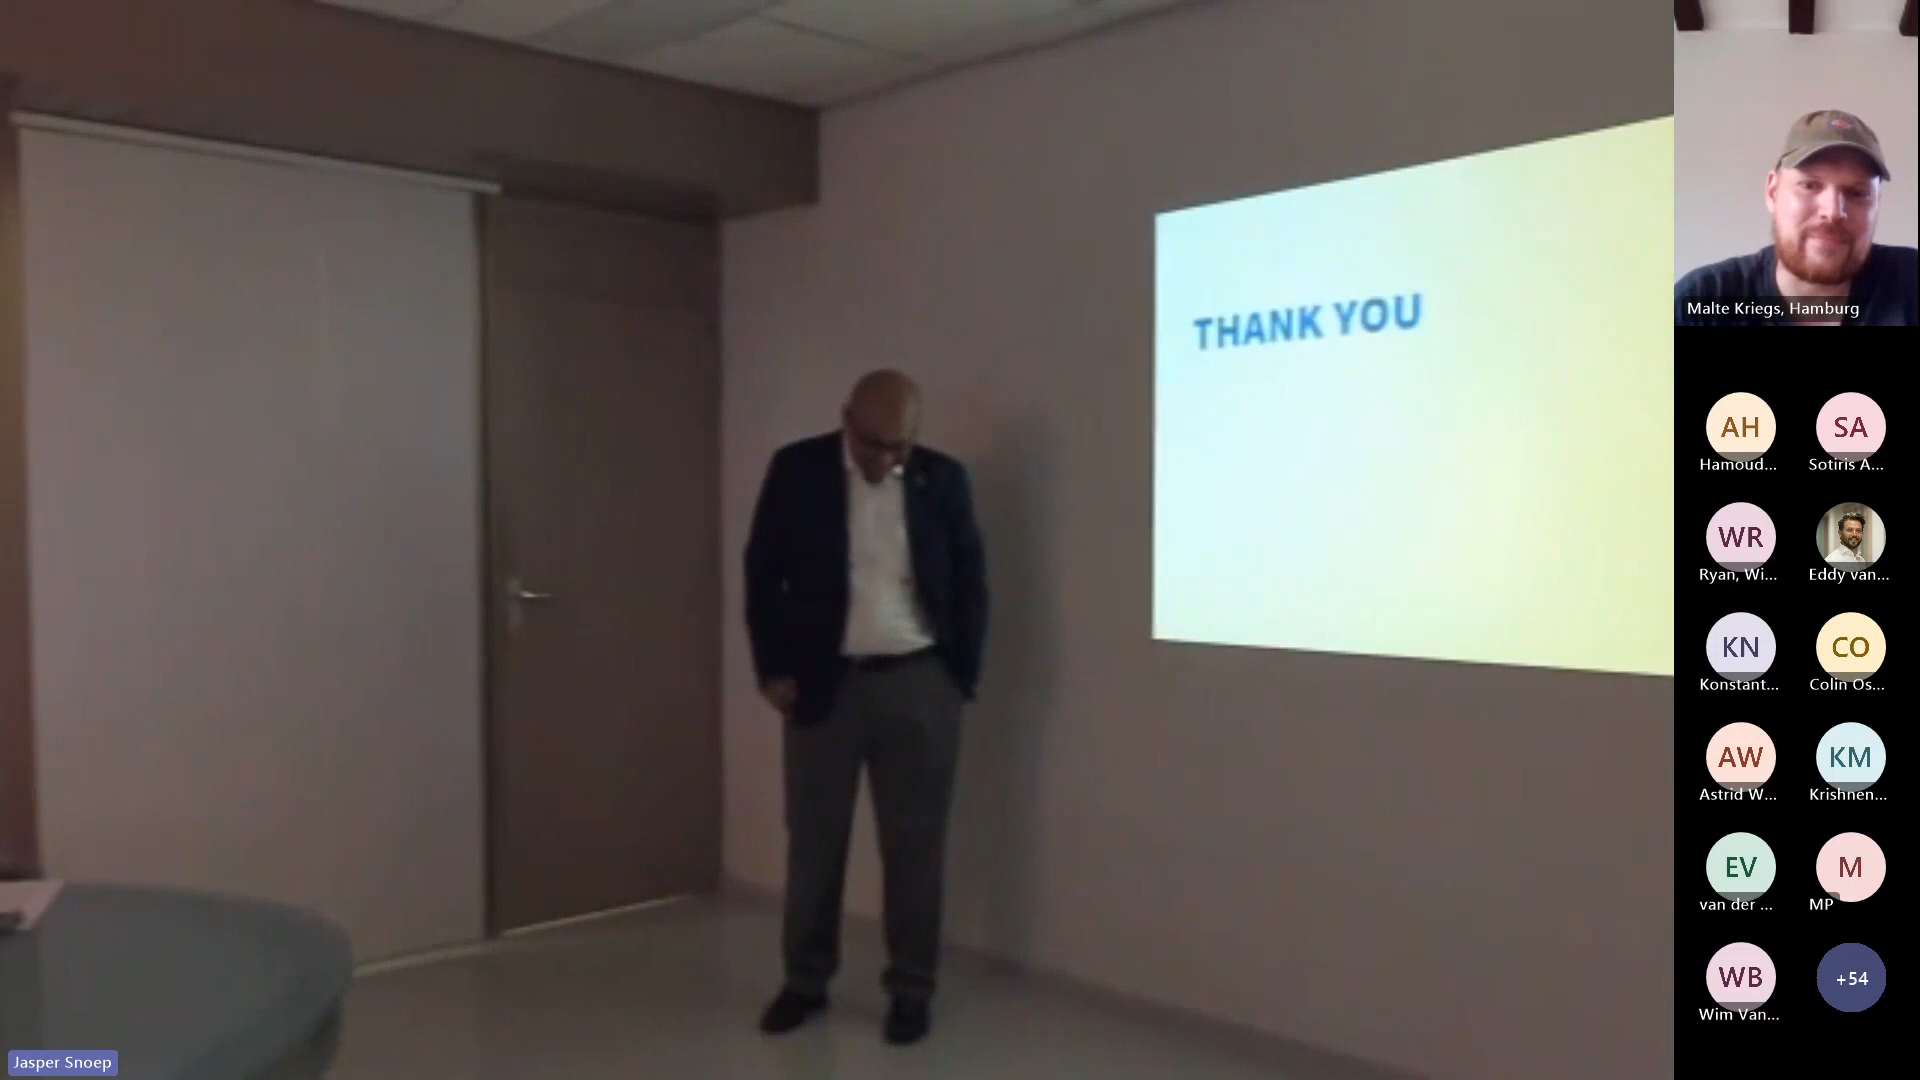 THANK YOU
Jasper Snoep
Malte Kriegs, Hamburg
AH
Hamoud...
SA
Sotiris A...
WR
Ryan, Wi...
Eddy van...
KN
Konstant...
CO
Colin Os...
AW
Astrid W...
KM
Krishnen...
EV
van der ...
M
MP
WB
Wim Van...
+54